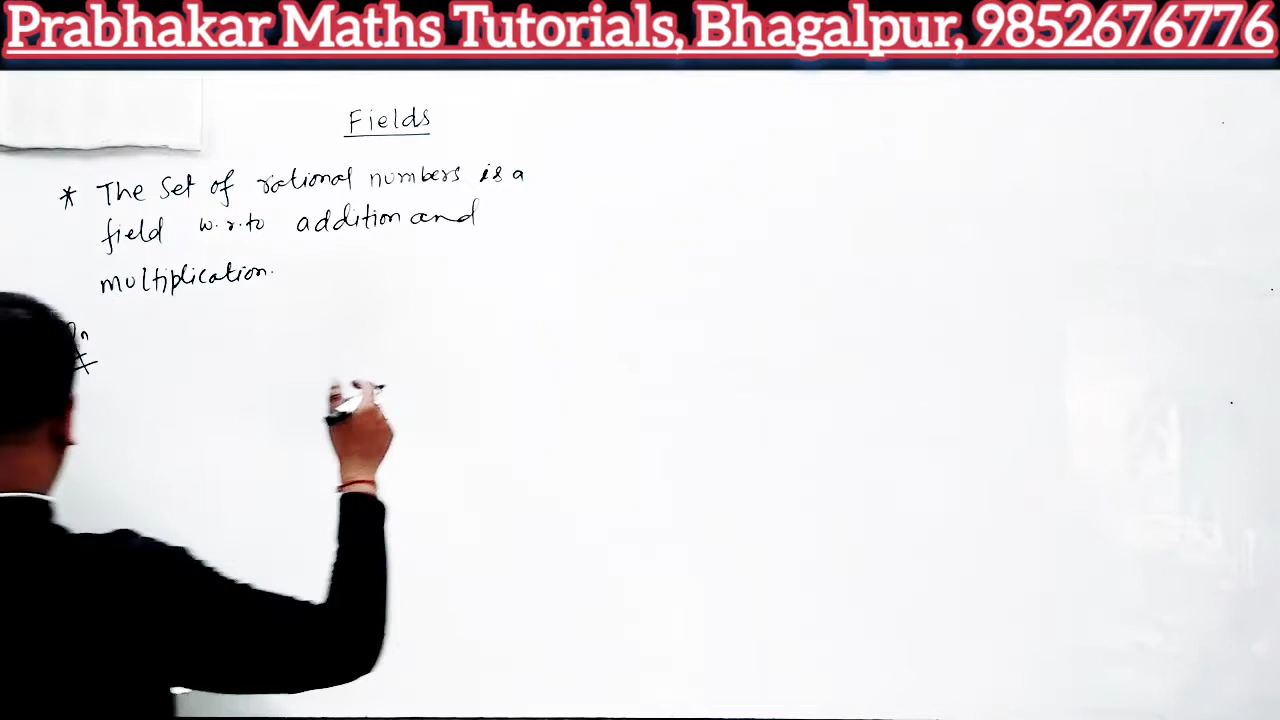 Prabhakar Maths Tutorials, Bhagalpur, 9852676776
Fields
* The Set of rational numbers is a
field w.r.to addition and
multiplication.